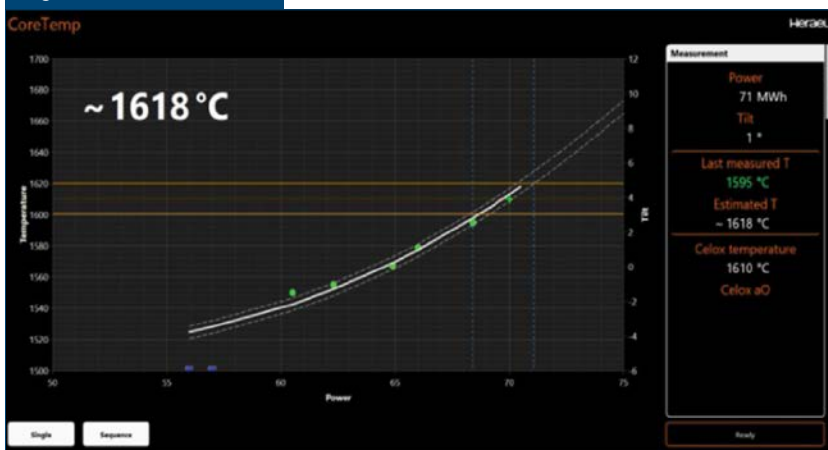 CoreTemp
Herae
~ 1618 °C
1700
1680
1660
1640
1620
1600
1580
1560
1540
1520
1500
Temperature
50
55
60
65
70
75
Power
12
10
8
6
4
2
0
-2
-4
-6
Tilt
Measurement
Power
71 MWh
Tilt
1 °
Last measured T
1595 °C
Estimated T
~ 1618 °C
Celox temperature
1610 °C
Celox aO
Single
Sequence
Ready